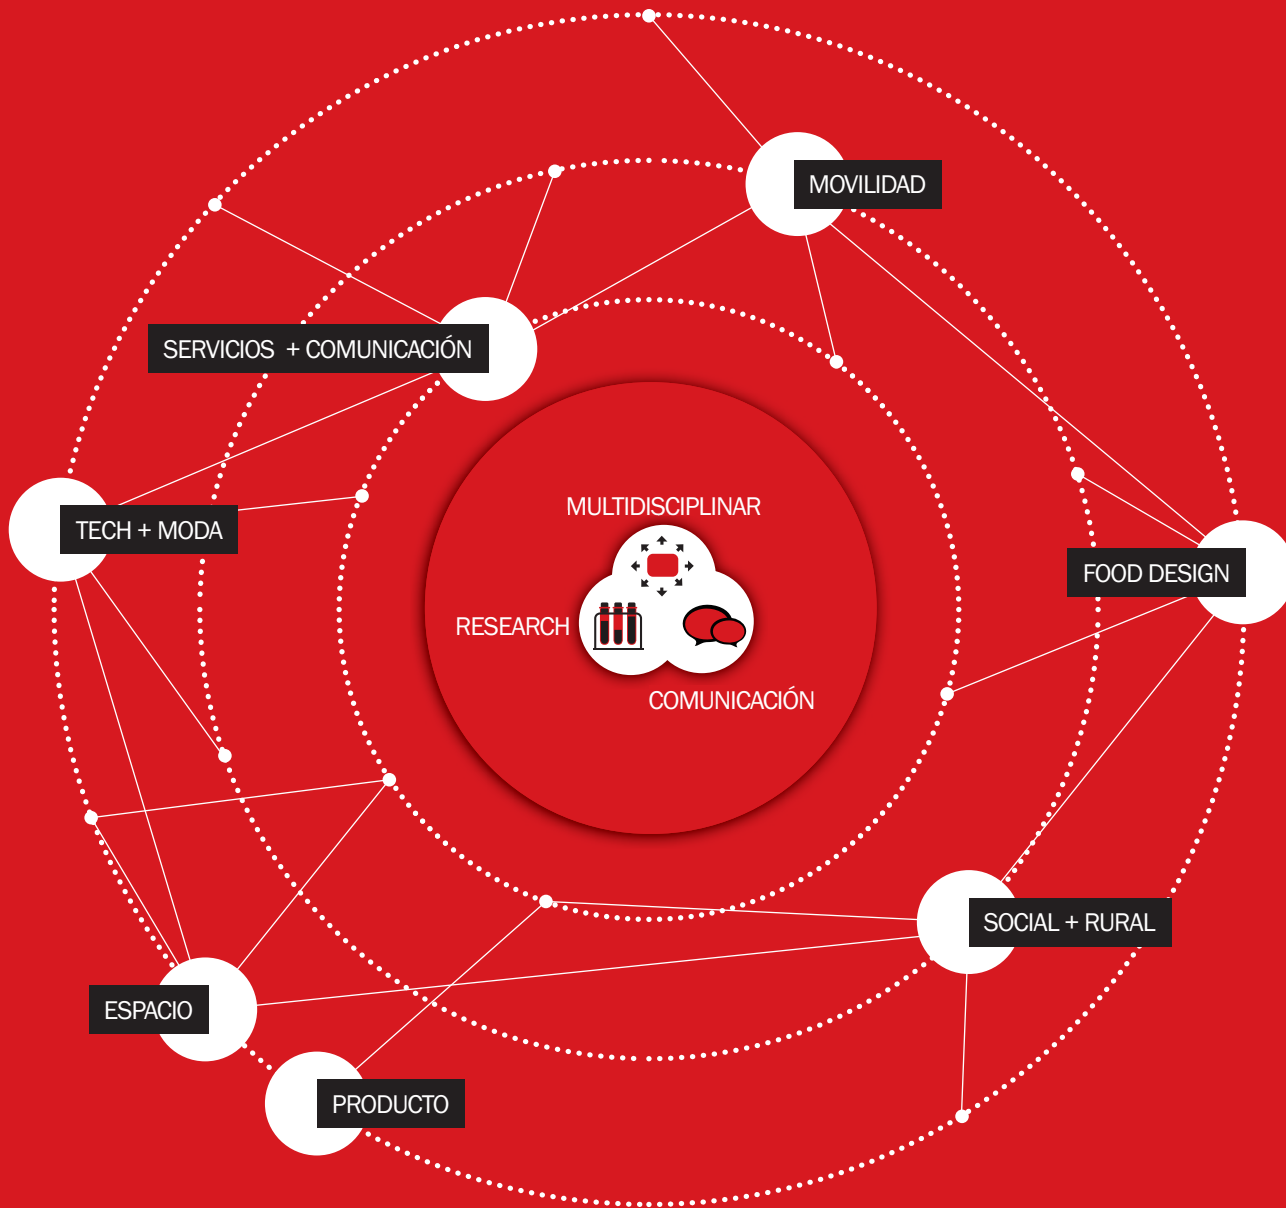 MOVILIDAD
SERVICIOS + COMUNICACIÓN
MULTIDISCIPLINAR
TECH + MODA
FOOD DESIGN
RESEARCH
COMUNICACIÓN
SOCIAL + RURAL
ESPACIO
PRODUCTO